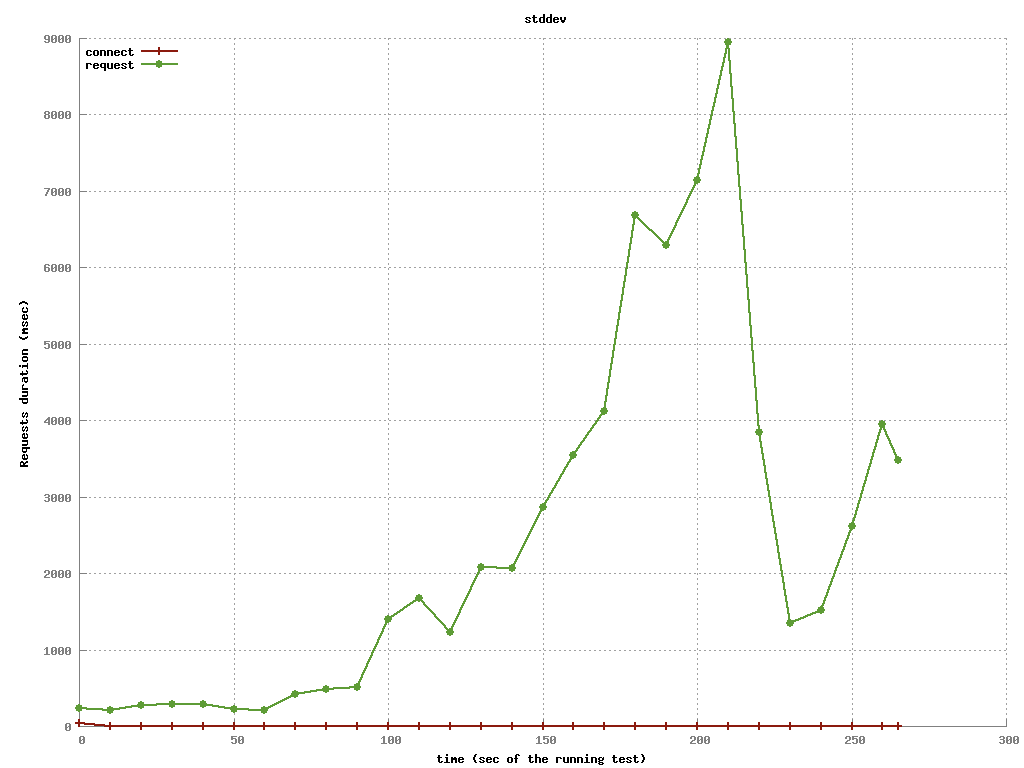 stddev
connect
request
9000
8000
7000
6000
5000
4000
3000
2000
1000
0
Requests duration (msec)
0 50 100 150 200 250 300
time (sec of the running test)